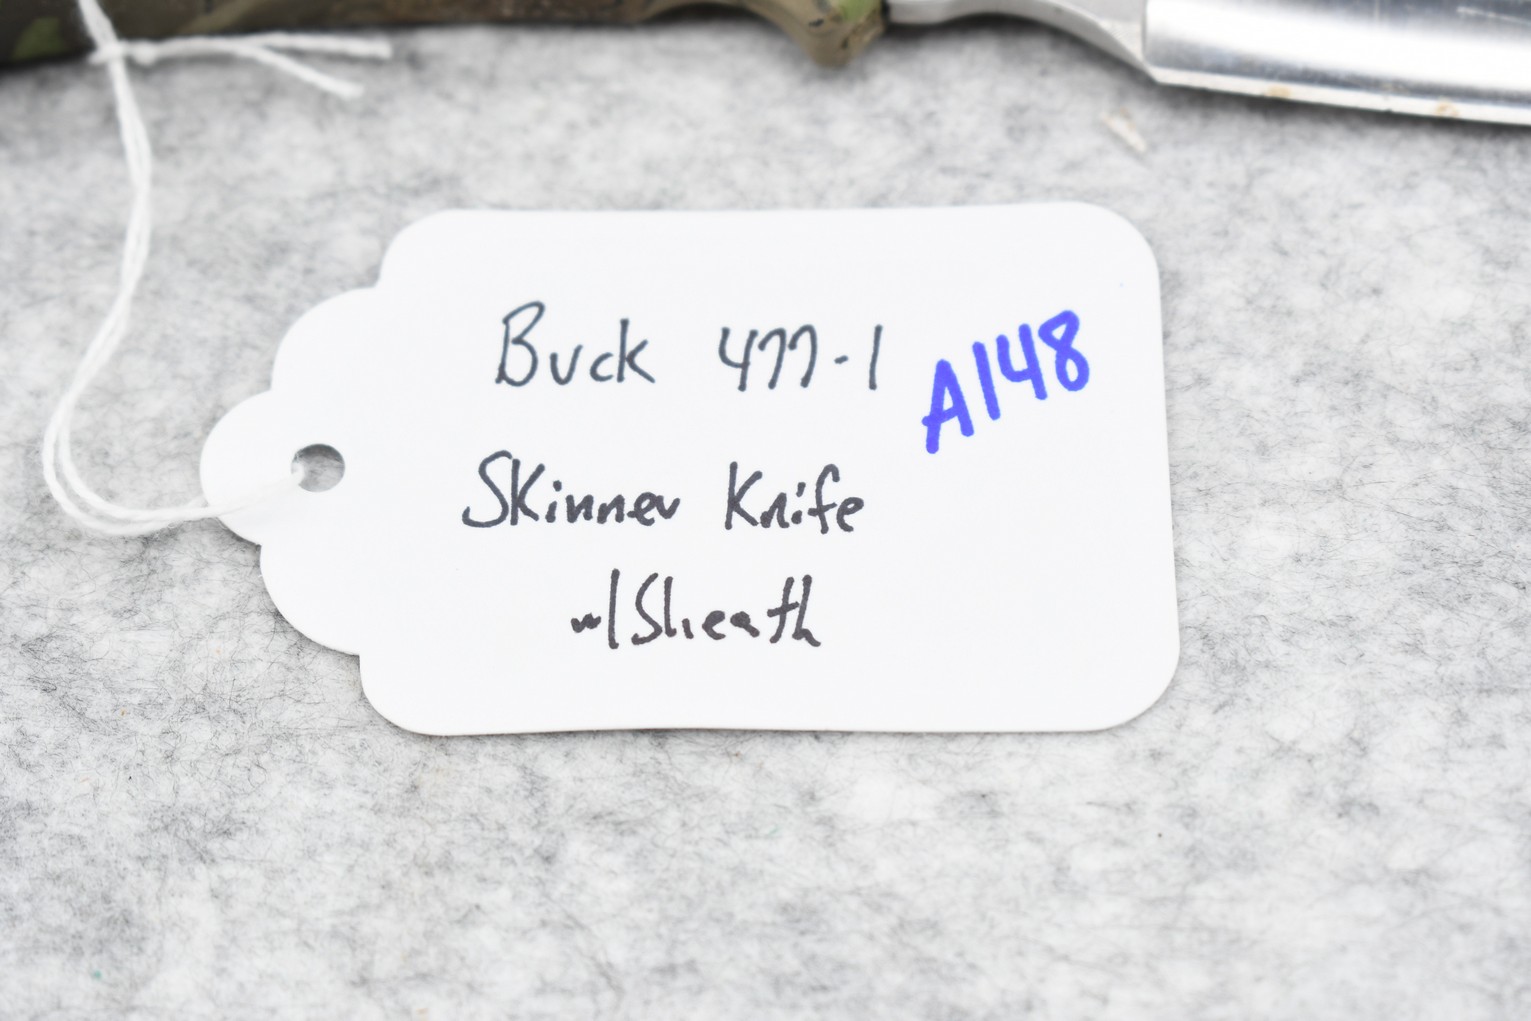 Buck 477-1
A148
Skinner Knife
w/Sheath